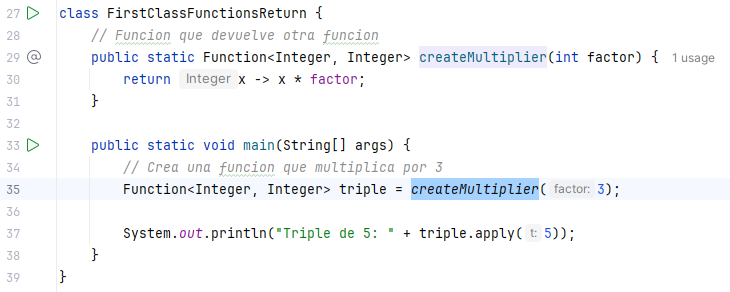 27 class FirstClassFunctionsReturn {
28 // Funcion que devuelve otra funcion
29 @ public static Function<Integer, Integer> createMultiplier(int factor) { 1 usage
30 return Integer x -> x * factor;
31 }
32
33 public static void main(String[] args) {
34 // Crea una funcion que multiplica por 3
35 Function<Integer, Integer> triple = createMultiplier( factor: 3);
36
37 System.out.println("Triple de 5: " + triple.apply( t: 5));
38 }
39 }